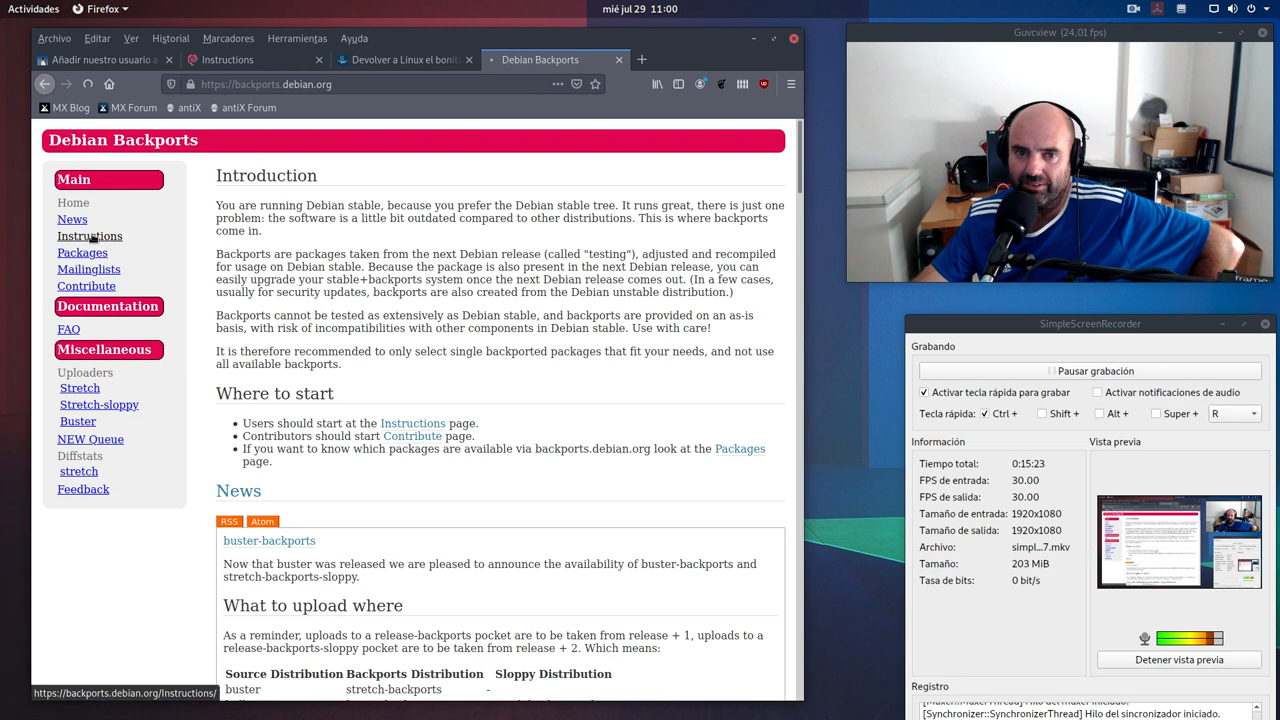 Actividades
Firefox
mié jul 29 11:00
Archivo Editar Ver Historial Marcadores Herramientas Ayuda
Añadir nuestro usuario a
Instructions
Devolver a Linux el bonit
Debian Backports
https://backports.debian.org
MX Blog MX Forum antiX antiX Forum
Debian Backports
Main
Home
News
Instructions
Packages
Mailinglists
Contribute
Documentation
FAQ
Miscellaneous
Uploaders
Stretch
Stretch-sloppy
Buster
NEW Queue
Diffstats
stretch
Feedback
Introduction
You are running Debian stable, because you prefer the Debian stable tree. It runs great, there is just one
problem: the software is a little bit outdated compared to other distributions. This is where backports
come in.
Backports are packages taken from the next Debian release (called "testing"), adjusted and recompiled
for usage on Debian stable. Because the package is also present in the next Debian release, you can
easily upgrade your stable+backports system once the next Debian release comes out. (In a few cases,
usually for security updates, backports are also created from the Debian unstable distribution.)
Backports cannot be tested as extensively as Debian stable, and backports are provided on an as-is
basis, with risk of incompatibilities with other components in Debian stable. Use with care!
It is therefore recommended to only select single backported packages that fit your needs, and not use
all available backports.
Where to start
Users should start at the Instructions page.
Contributors should start Contribute page.
If you want to know which packages are available via backports.debian.org look at the Packages
page.
News
RSS Atom
buster-backports
Now that buster was released we are pleased to announce the availability of buster-backports and
stretch-backports-sloppy.
What to upload where
As a reminder, uploads to a release-backports pocket are to be taken from release + 1, uploads to a
release-backports-sloppy pocket are to be taken from release + 2. Which means:
Source Distribution Backports Distribution Sloppy Distribution
buster stretch-backports -
https://backports.debian.org/Instructions/
Guvcview (24,01 fps)
SimpleScreenRecorder
Grabando
Pausar grabación
Activar tecla rápida para grabar
Activar notificaciones de audio
Tecla rápida: Ctrl + Shift + Alt + Super + R
Información
Tiempo total: 0:15:23
FPS de entrada: 30.00
FPS de salida: 30.00
Tamaño de entrada: 1920x1080
Tamaño de salida: 1920x1080
Archivo: simpl...7.mkv
Tamaño: 203 MiB
Tasa de bits: 0 bit/s
Vista previa
Detener vista previa
Registro
[Synchronizer::SynchronizerThread] Hilo del sincronizador iniciado.